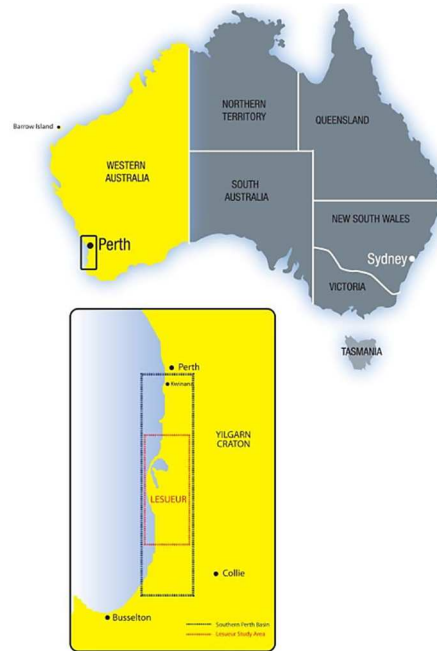 NORTHERN
TERRITORY
QUEENSLAND
Barrow Island
WESTERN
AUSTRALIA
SOUTH
AUSTRALIA
NEW SOUTH WALES
Perth
Sydney
VICTORIA
TASMANIA
Perth
Kwinana
YILGARN
CRATON
LESUEUR
Collie
Busselton
Southern Perth Basin
Lesueur Study Area